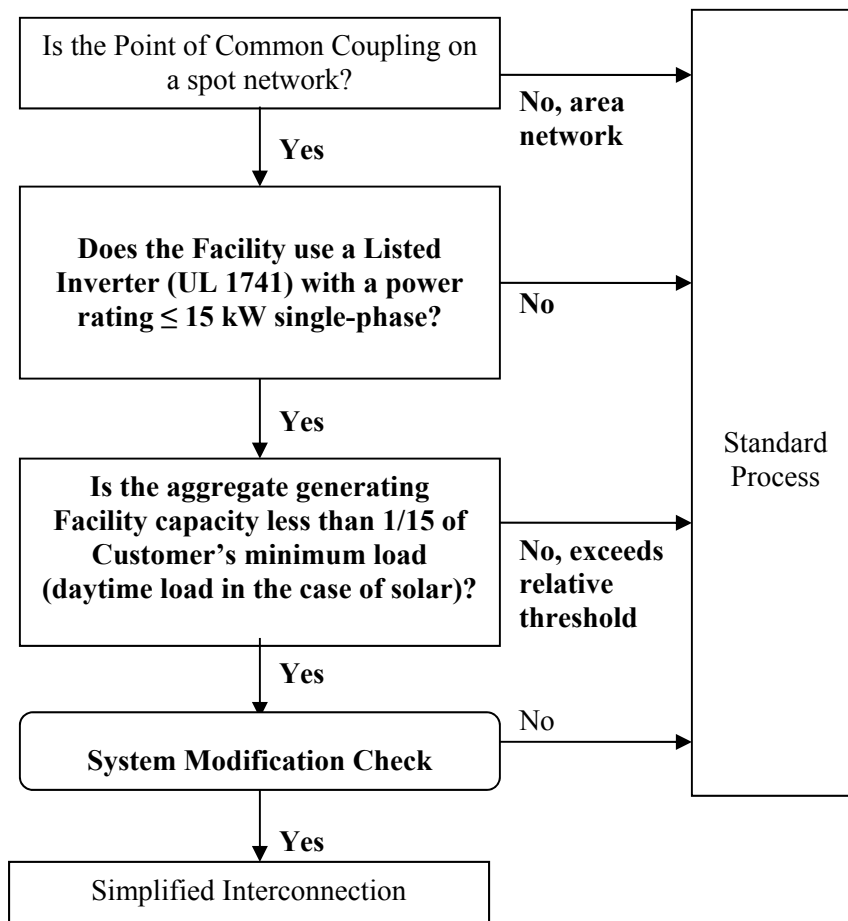 Is the Point of Common Coupling on
a spot network?
No, area
network
Yes
Does the Facility use a Listed
Inverter (UL 1741) with a power
rating ≤ 15 kW single-phase?
No
Yes
Is the aggregate generating
Facility capacity less than 1/15 of
Customer’s minimum load
(daytime load in the case of solar)?
No, exceeds
relative
threshold
Yes
System Modification Check
No
Yes
Simplified Interconnection
Standard
Process